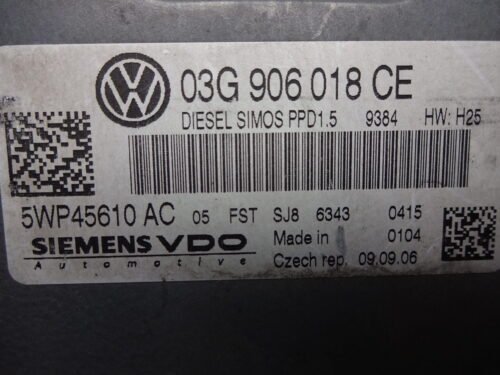 03G 906 018 CE
DIESEL SIMOS PPD1.5 9384 HW: H25
5WP45610 AC 05 FST SJ8 6343 0415
SIEMENS VDO Made in 0104
Automotive Czech rep. 09.09.06